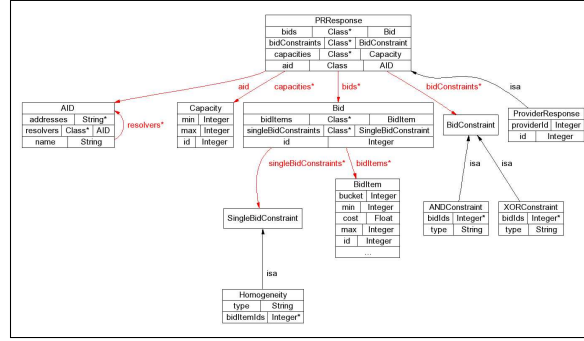 PRResponse
bids Class* Bid
bidConstraints Class* BidConstraint
capacities Class* Capacity
aid Class AID
aid
capacities*
bids*
bidConstraints*
isa
AID
addresses String*
resolvers Class* AID
name String
resolvers*
Capacity
min Integer
max Integer
id Integer
Bid
bidItems Class* BidItem
singleBidConstraints Class* SingleBidConstraint
id Integer
BidConstraint
ProviderResponse
providerId Integer
id Integer
singleBidConstraints*
bidItems*
isa
isa
SingleBidConstraint
BidItem
bucket Integer
min Integer
cost Float
max Integer
id Integer
...
ANDConstraint
bidIds Integer*
type String
XORConstraint
bidIds Integer*
type String
isa
Homogeneity
type String
bidItemIds Integer*